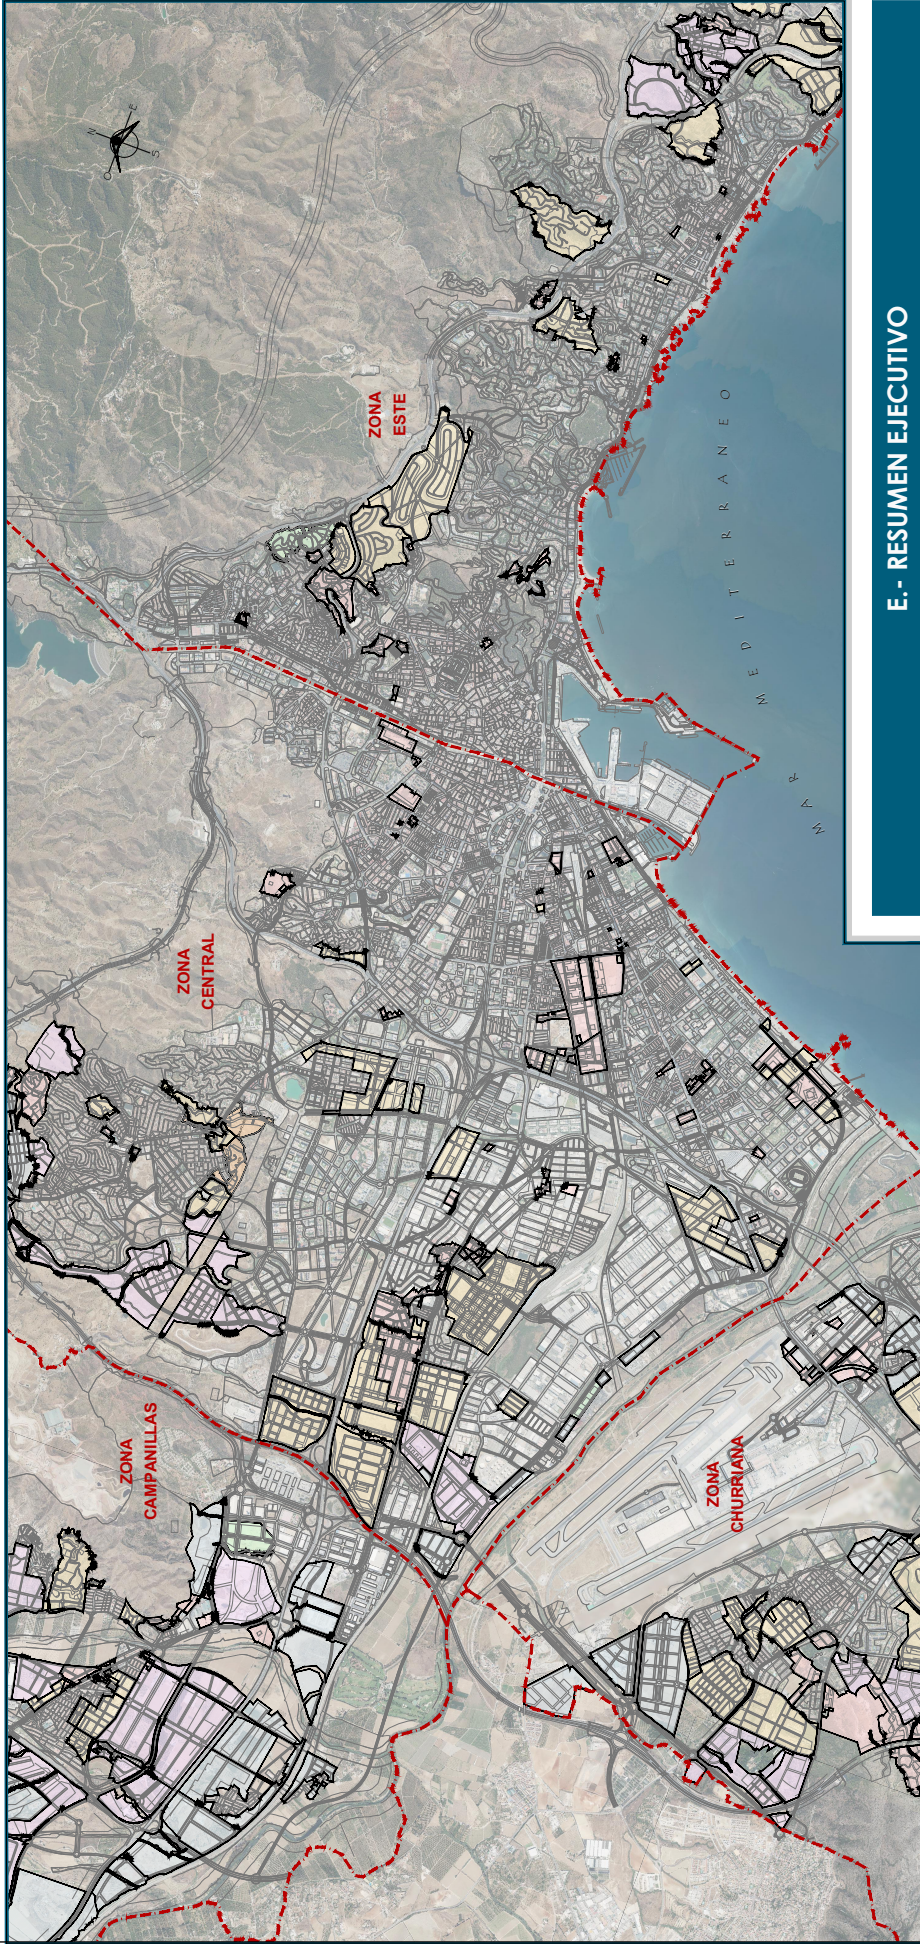 ZONA
ESTE
ZONA
CENTRAL
ZONA
CAMPANILLAS
ZONA
CHURRIANA
MAR MEDITERRANEO
N
E
S
O
E.- RESUMEN EJECUTIVO